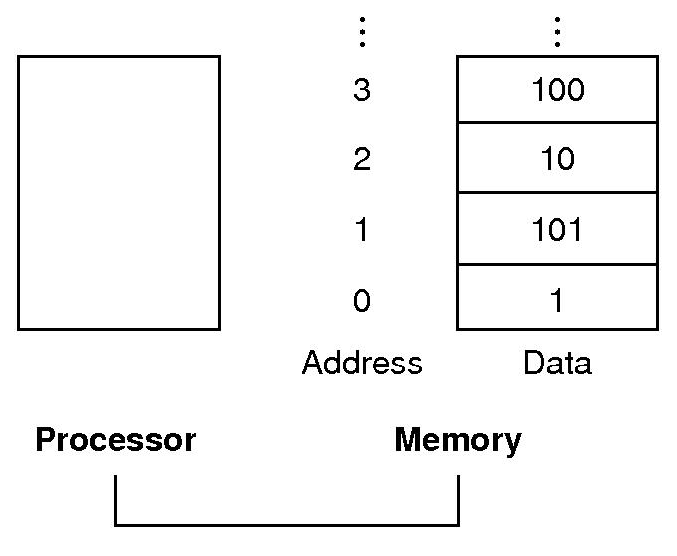 3 100
2 10
1 101
0 1
Address Data
Processor Memory